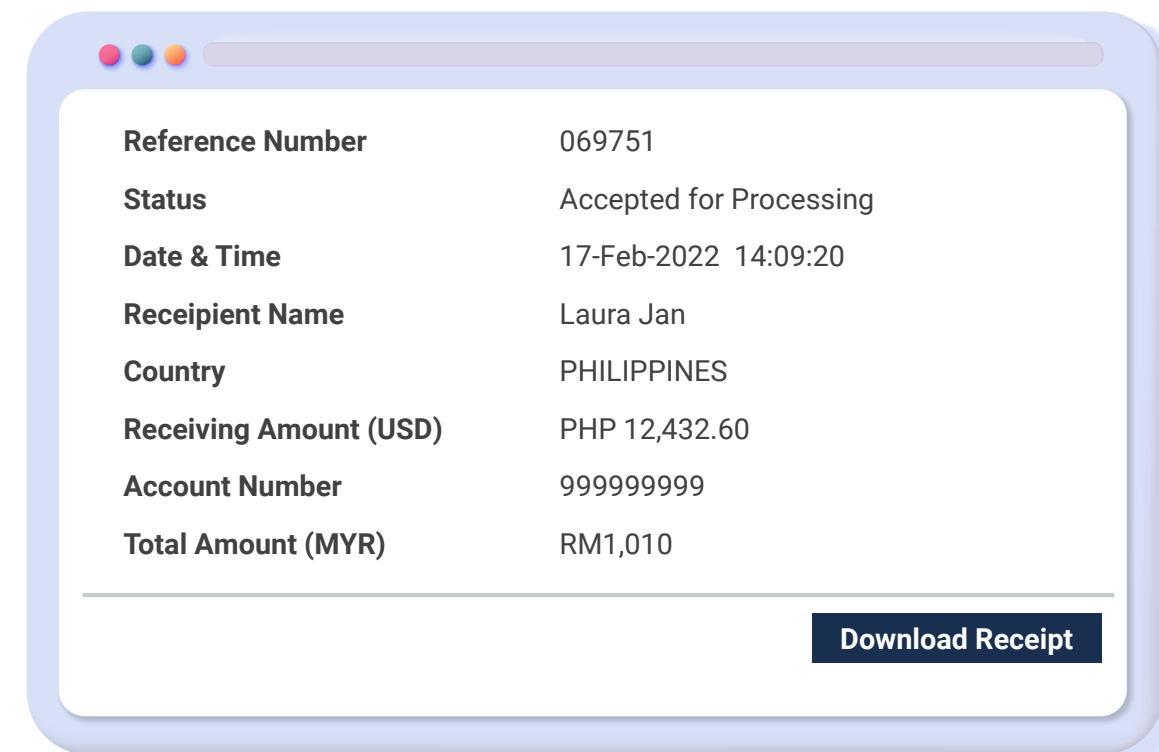 Reference Number 069751
Status Accepted for Processing
Date & Time 17-Feb-2022 14:09:20
Receipient Name Laura Jan
Country PHILIPPINES
Receiving Amount (USD) PHP 12,432.60
Account Number 999999999
Total Amount (MYR) RM1,010
Download Receipt